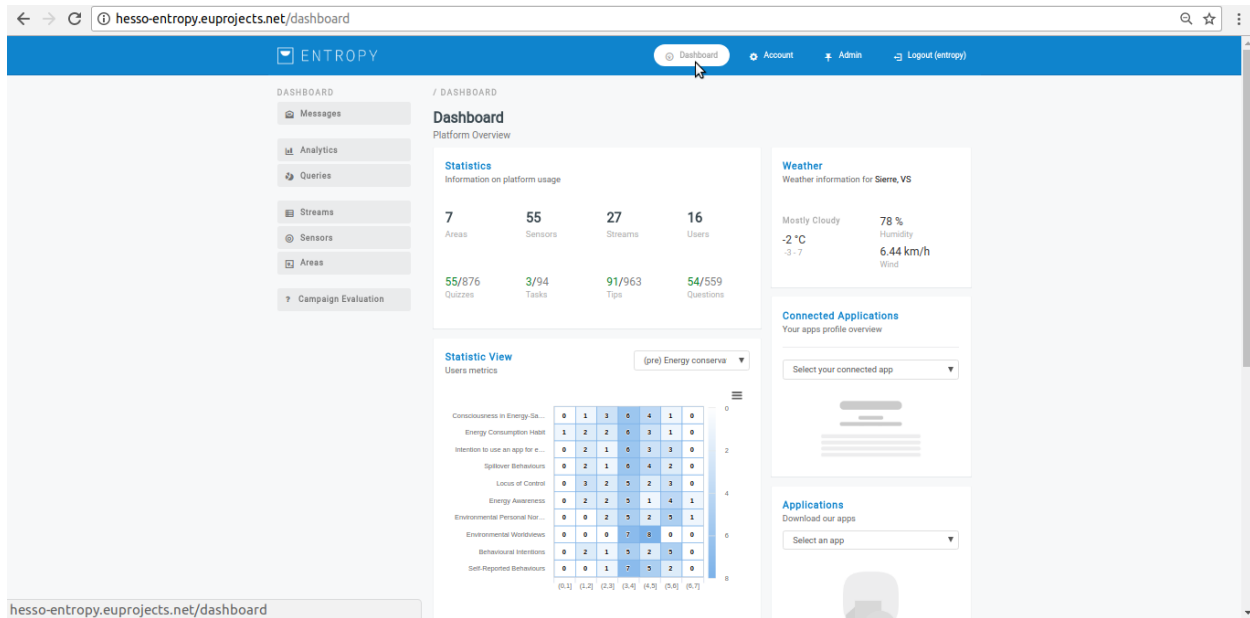 hesso-entropy.euprojects.net/dashboard
ENTROPY
Dashboard
Account
Admin
Logout (entropy)
DASHBOARD
Messages
Analytics
Queries
Streams
Sensors
Areas
? Campaign Evaluation
/ DASHBOARD
Dashboard
Platform Overview
Statistics
Information on platform usage
7 55 27 16
Areas Sensors Streams Users
55/876 3/94 91/963 54/559
Quizzes Tasks Tips Questions
Statistic View
Users metrics
(pre) Energy conserva
Consciousness in Energy-Sa... 0 1 3 6 4 1 0
Energy Consumption Habit 1 2 2 6 3 1 0
Intention to use an app for e... 0 2 1 6 3 3 0
Spillover Behaviours 0 2 1 6 4 2 0
Locus of Control 0 3 2 5 2 3 0
Energy Awareness 0 2 2 5 1 4 1
Environmental Personal Nor... 0 0 2 5 2 5 1
Environmental Worldviews 0 0 0 7 8 0 0
Behavioural Intentions 0 2 1 5 2 5 0
Self-Reported Behaviours 0 0 1 7 5 2 0
(0,1] (1,2] (2,3] (3,4] (4,5] (5,6] (6,7]
0
2
4
6
8
Weather
Weather information for Sierre, VS
Mostly Cloudy
-2 °C
-3 - 7
78 %
Humidity
6.44 km/h
Wind
Connected Applications
Your apps profile overview
Select your connected app
Applications
Download our apps
Select an app
hesso-entropy.euprojects.net/dashboard